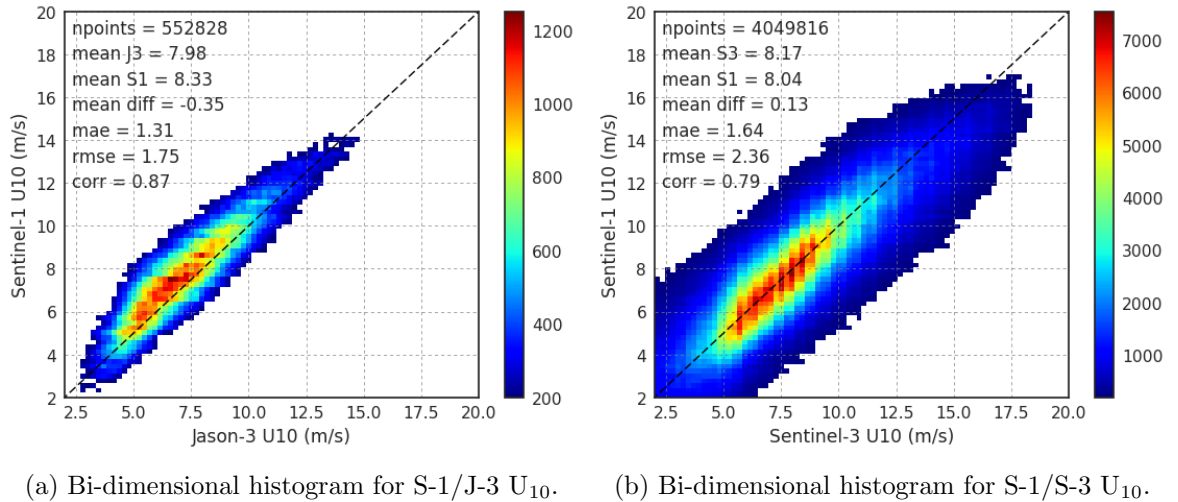 npoints = 552828
mean J3 = 7.98
mean S1 = 8.33
mean diff = -0.35
mae = 1.31
rmse = 1.75
corr = 0.87
20
18
16
14
12
10
8
6
4
2
Sentinel-1 U10 (m/s)
2.5 5.0 7.5 10.0 12.5 15.0 17.5 20.0
Jason-3 U10 (m/s)
1200
1000
800
600
400
200
npoints = 4049816
mean S3 = 8.17
mean S1 = 8.04
mean diff = 0.13
mae = 1.64
rmse = 2.36
corr = 0.79
20
18
16
14
12
10
8
6
4
2
Sentinel-1 U10 (m/s)
2.5 5.0 7.5 10.0 12.5 15.0 17.5 20.0
Sentinel-3 U10 (m/s)
7000
6000
5000
4000
3000
2000
1000
(a) Bi-dimensional histogram for S-1/J-3 U₁₀.
(b) Bi-dimensional histogram for S-1/S-3 U₁₀.